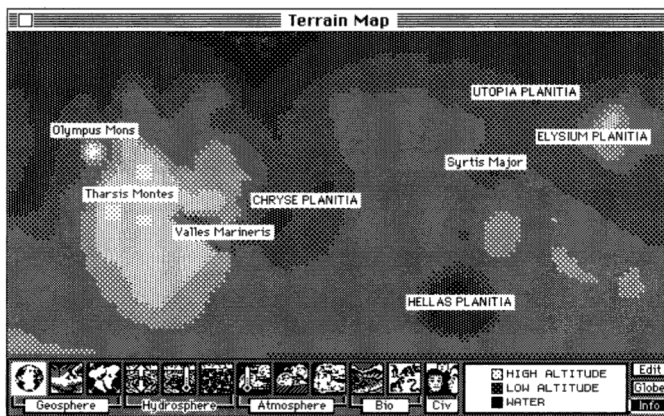 Terrain Map
UTOPIA PLANITIA
Olympus Mons
ELYSIUM PLANITIA
Syrtis Major
Tharsis Montes
CHRYSE PLANITIA
Valles Marineris
HELLAS PLANITIA
HIGH ALTITUDE
LOW ALTITUDE
WATER
Edit
Globe
Info
Geosphere
Hydrosphere
Atmosphere
Bio
Civ